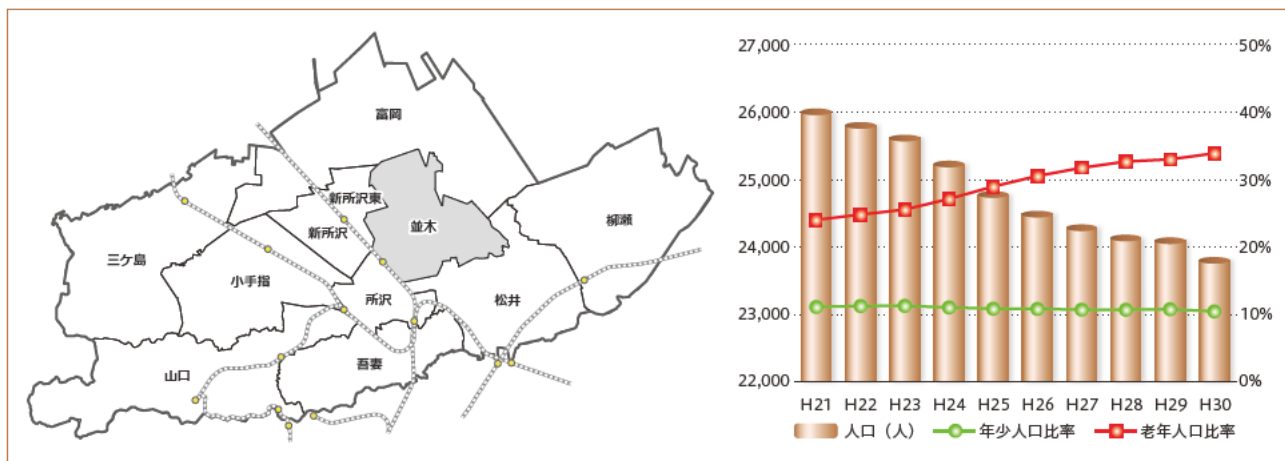 富岡
新所沢東
並木
柳瀬
新所沢
三ケ島
小手指
所沢
松井
吾妻
山口
27,000
26,000
25,000
24,000
23,000
22,000
50%
40%
30%
20%
10%
0%
H21 H22 H23 H24 H25 H26 H27 H28 H29 H30
人口（人） 年少人口比率 老年人口比率